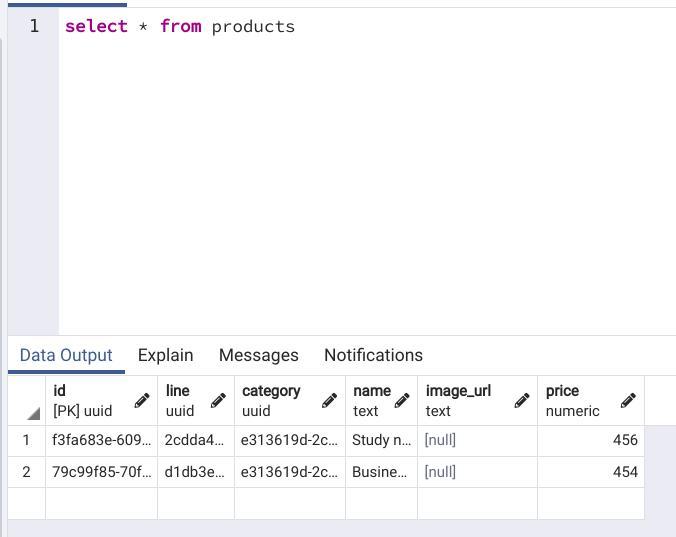 1 select * from products
Data Output Explain Messages Notifications
id line category name image_url price
[PK] uuid uuid uuid text text numeric
1 f3fa683e-609... 2cdda4... e313619d-2c... Study n... [null] 456
2 79c99f85-70f... d1db3e... e313619d-2c... Busine... [null] 454